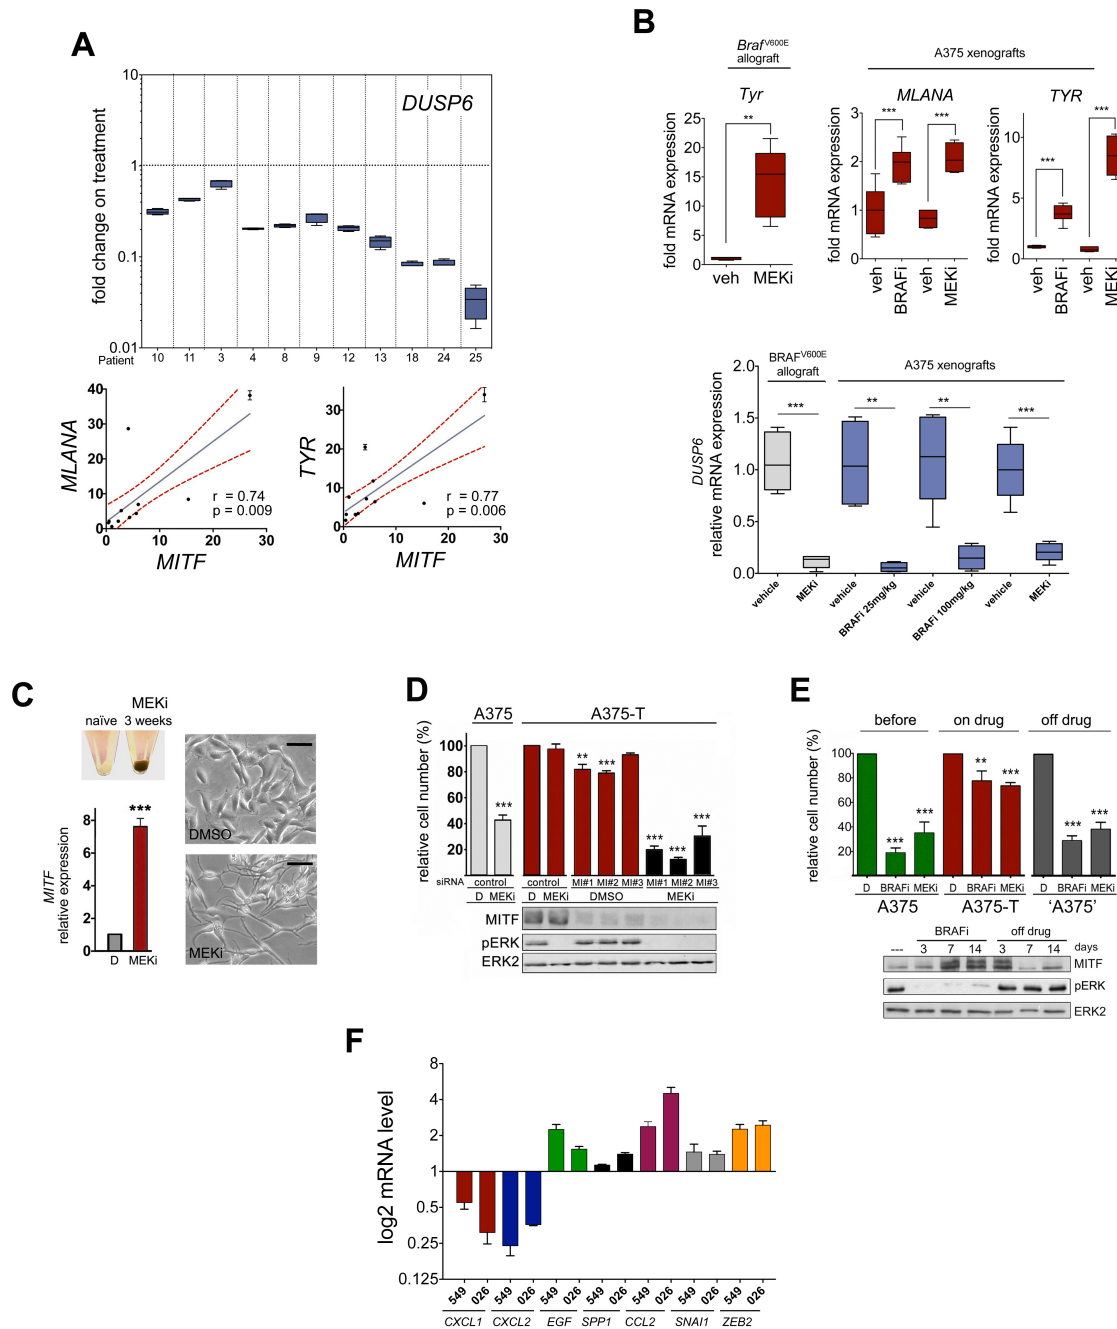 A
DUSP6
fold change on treatment
10
1
0.1
0.01
Patient
10 11 3 4 8 9 12 13 18 24 25
MLANA
40
30
20
10
0
r = 0.74
p = 0.009
0 10 20 30
MITF
TYR
30
20
10
0
r = 0.77
p = 0.006
0 10 20 30
MITF
B
BrafV600E
allograft
A375 xenografts
Tyr
MLANA
TYR
fold mRNA expression
25
20
15
10
5
0
**
veh MEKi
fold mRNA expression
3
2
1
0
*** ***
veh BRAFi veh MEKi
fold mRNA expression
10
5
0
*** ***
veh BRAFi veh MEKi
BRAFV600E
allograft
A375 xenografts
DUSP6
relative mRNA expression
2.0
1.5
1.0
0.5
0.0
*** ** ** ***
vehicle MEKi vehicle BRAFi 25mg/kg vehicle BRAFi 100mg/kg vehicle MEKi
C
MEKi
naïve 3 weeks
MITF
relative expression
8
4
2
0
***
D MEKi
DMSO
MEKi
D
A375 A375-T
relative cell number (%)
100
80
60
40
20
*** ** *** *** *** ***
siRNA control control MI#1 MI#2 MI#3 MI#1 MI#2 MI#3
D MEKi D MEKi DMSO MEKi
MITF
pERK
ERK2
E
before on drug off drug
relative cell number (%)
100
80
60
40
20
*** *** ** *** *** ***
D BRAFi MEKi D BRAFi MEKi D BRAFi MEKi
A375 A375-T ‘A375’
BRAFi off drug
--- 3 7 14 3 7 14 days
MITF
pERK
ERK2
F
log2 mRNA level
8
4
2
1
0.5
0.25
0.125
549 026 549 026 549 026 549 026 549 026 549 026 549 026
CXCL1 CXCL2 EGF SPP1 CCL2 SNAI1 ZEB2